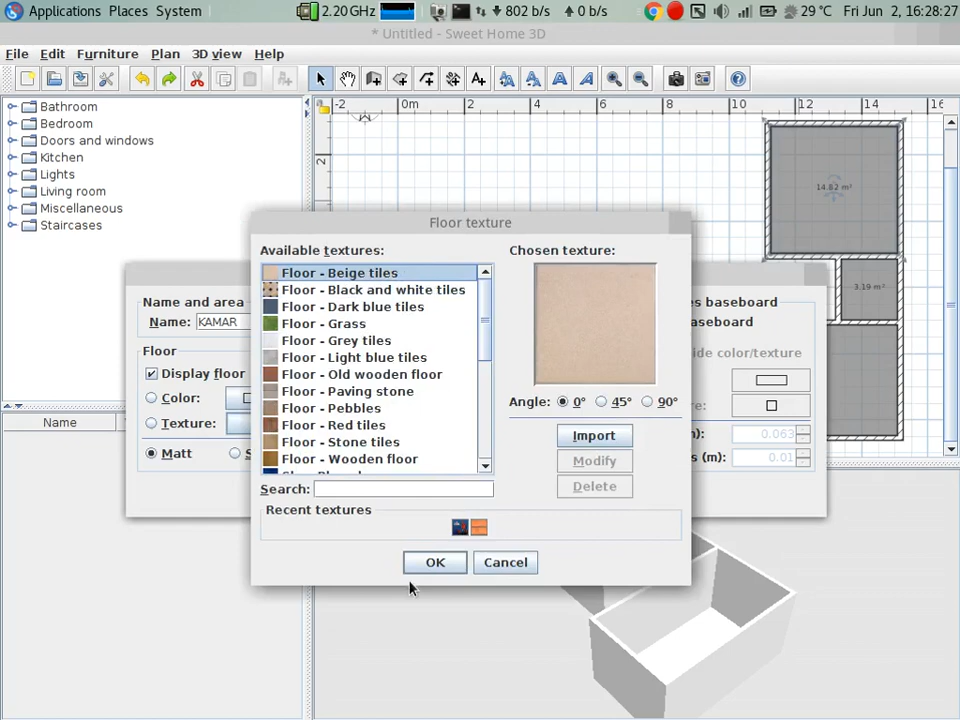 Applications Places System 2.20 GHz 802 b/s 0 b/s 29 °C Fri Jun 2, 16:28:27
* Untitled - Sweet Home 3D
File Edit Furniture Plan 3D view Help
Bathroom
Bedroom
Doors and windows
Kitchen
Lights
Living room
Miscellaneous
Staircases
Name
-2 0m 2 4 6 8 10 12 14 16
2
14.82 m²
3.19 m²
Name and area
Name: KAMAR
Floor
Display floor
Color:
Texture:
Matt
Floor texture
Available textures:
Floor - Beige tiles
Floor - Black and white tiles
Floor - Dark blue tiles
Floor - Grass
Floor - Grey tiles
Floor - Light blue tiles
Floor - Old wooden floor
Floor - Paving stone
Floor - Pebbles
Floor - Red tiles
Floor - Stone tiles
Floor - Wooden floor
Search:
Chosen texture:
Angle: 0° 45° 90°
Import
Modify
Delete
Recent textures
OK Cancel
baseboard
color/texture
0.063
(m): 0.01